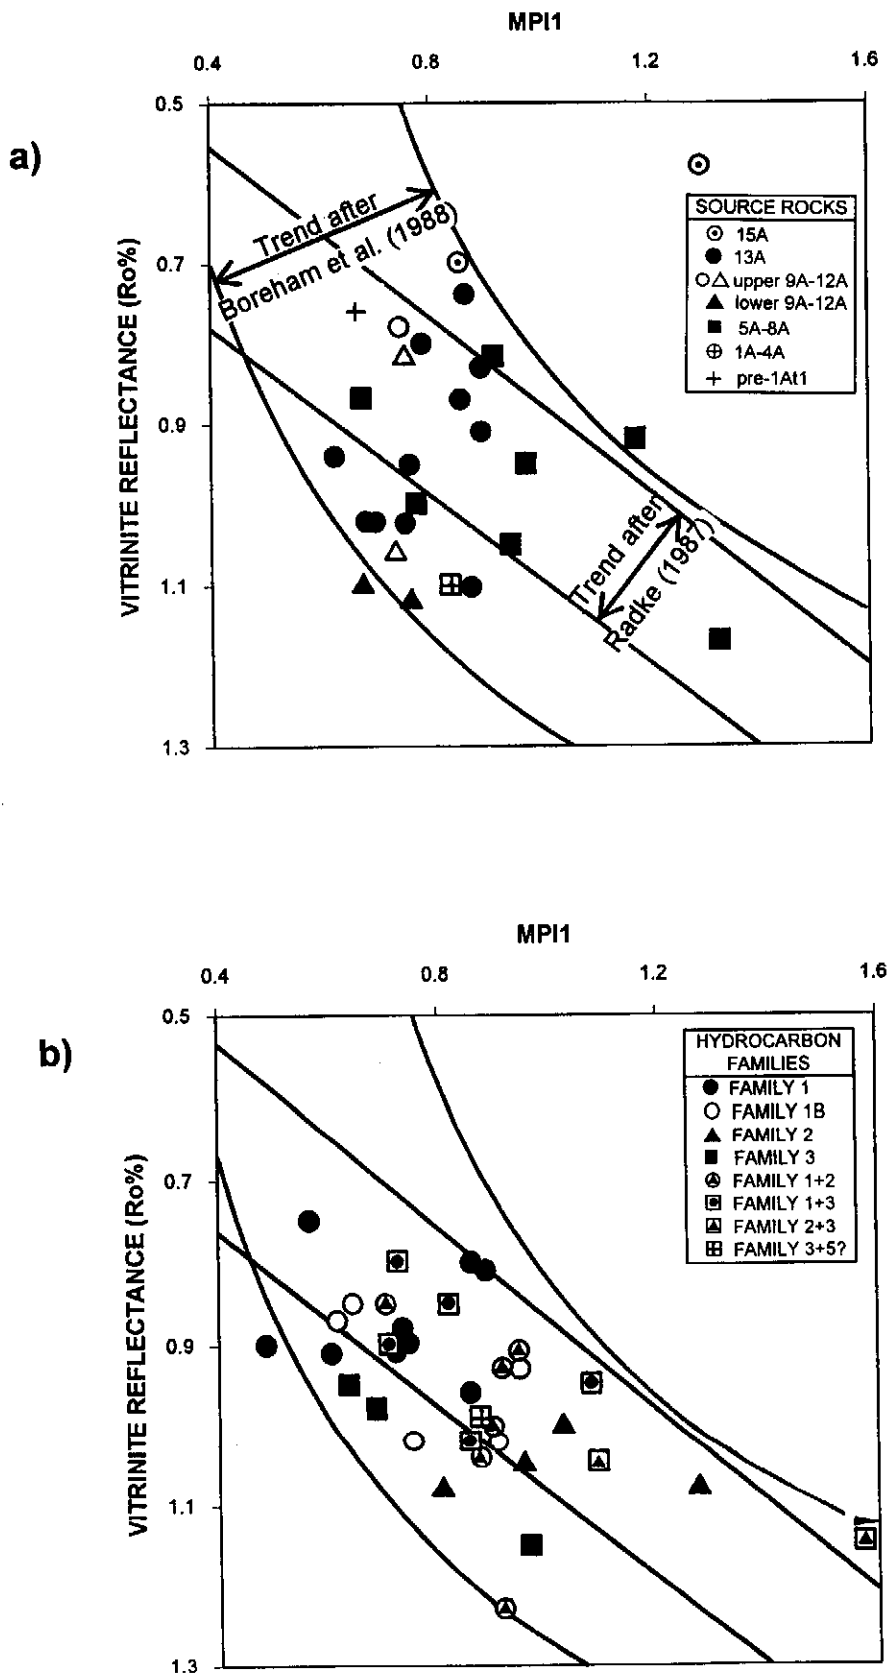 MPI1
0.4 0.8 1.2 1.6
a)
0.5
0.7
0.9
1.1
1.3
VITRINITE REFLECTANCE (Ro%)
Trend after
Boreham et al. (1988)
Trend after
Radke (1987)
SOURCE ROCKS
15A
13A
upper 9A-12A
lower 9A-12A
5A-8A
1A-4A
pre-1At1
MPI1
0.4 0.8 1.2 1.6
b)
0.5
0.7
0.9
1.1
1.3
VITRINITE REFLECTANCE (Ro%)
HYDROCARBON
FAMILIES
FAMILY 1
FAMILY 1B
FAMILY 2
FAMILY 3
FAMILY 1+2
FAMILY 1+3
FAMILY 2+3
FAMILY 3+5?